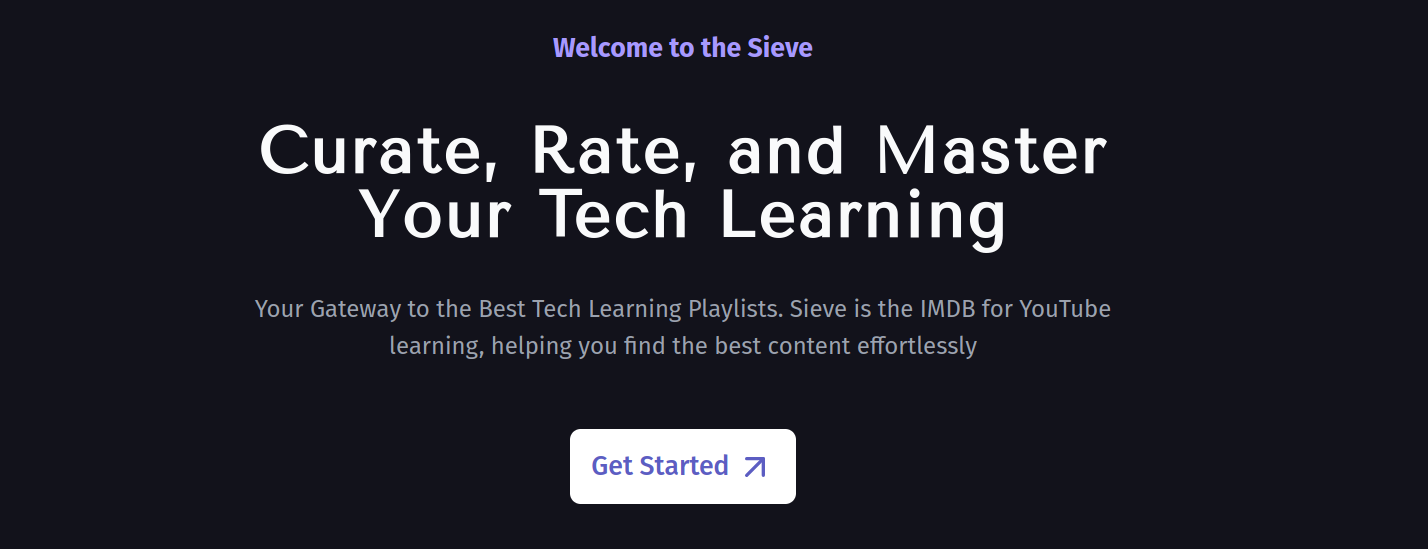 Welcome to the Sieve
Curate, Rate, and Master
Your Tech Learning
Your Gateway to the Best Tech Learning Playlists. Sieve is the IMDB for YouTube
learning, helping you find the best content effortlessly
Get Started